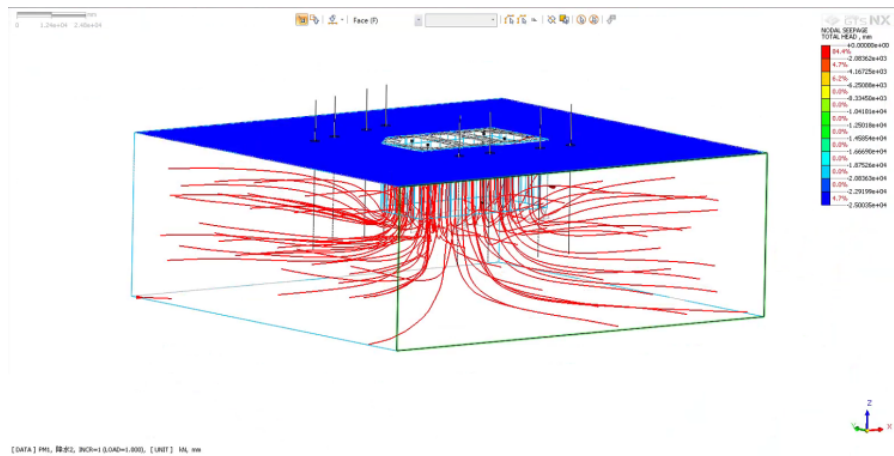 Face (F)
GTS NX
0 1.24e+04 2.48e+04 mm
NODAL SEEPAGE
TOTAL HEAD , mm
+0.00000e+00
84.4%
-2.08362e+03
4.7%
-4.16725e+03
6.2%
-6.25088e+03
0.0%
-8.33450e+03
0.0%
-1.04181e+04
0.0%
-1.25018e+04
0.0%
-1.45854e+04
0.0%
-1.66690e+04
0.0%
-1.87526e+04
0.0%
-2.08363e+04
0.0%
-2.29199e+04
4.7%
-2.50035e+04
Z
Y X
[DATA] PM1, 降水2, INCR=1 (LOAD=1.000), [UNIT] kN, mm